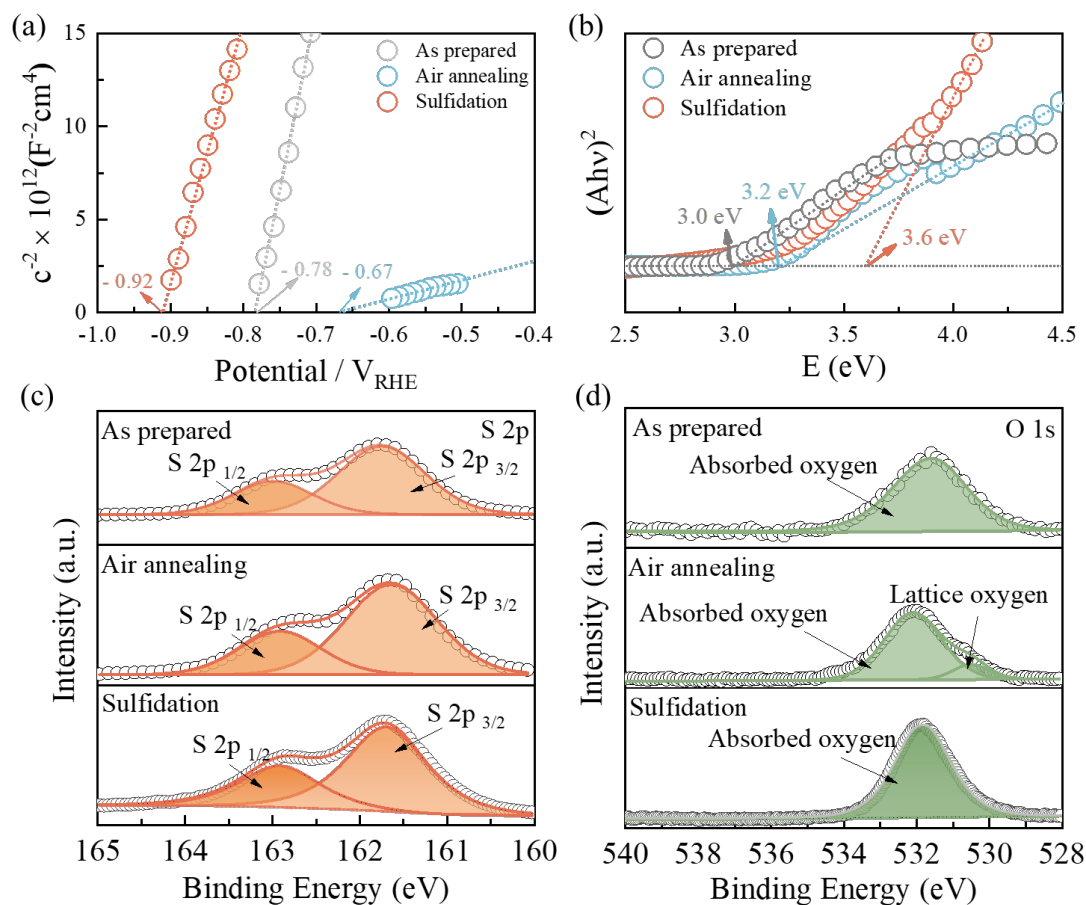 (a)
15
10
5
0
c⁻² × 10¹²(F⁻²cm⁴)
As prepared
Air annealing
Sulfidation
- 0.92
- 0.78
-0.67
-1.0 -0.9 -0.8 -0.7 -0.6 -0.5 -0.4
Potential / V_RHE
(b)
(Ahν)²
As prepared
Air annealing
Sulfidation
3.2 eV
3.0 eV
3.6 eV
2.5 3.0 3.5 4.0 4.5
E (eV)
(c)
Intensity (a.u.)
As prepared
S 2p
S 2p 1/2
S 2p 3/2
Air annealing
S 2p 1/2
S 2p 3/2
Sulfidation
S 2p 1/2
S 2p 3/2
165 164 163 162 161 160
Binding Energy (eV)
(d)
Intensity (a.u.)
As prepared
O 1s
Absorbed oxygen
Air annealing
Lattice oxygen
Absorbed oxygen
Sulfidation
Absorbed oxygen
540 538 536 534 532 530 528
Binding Energy (eV)